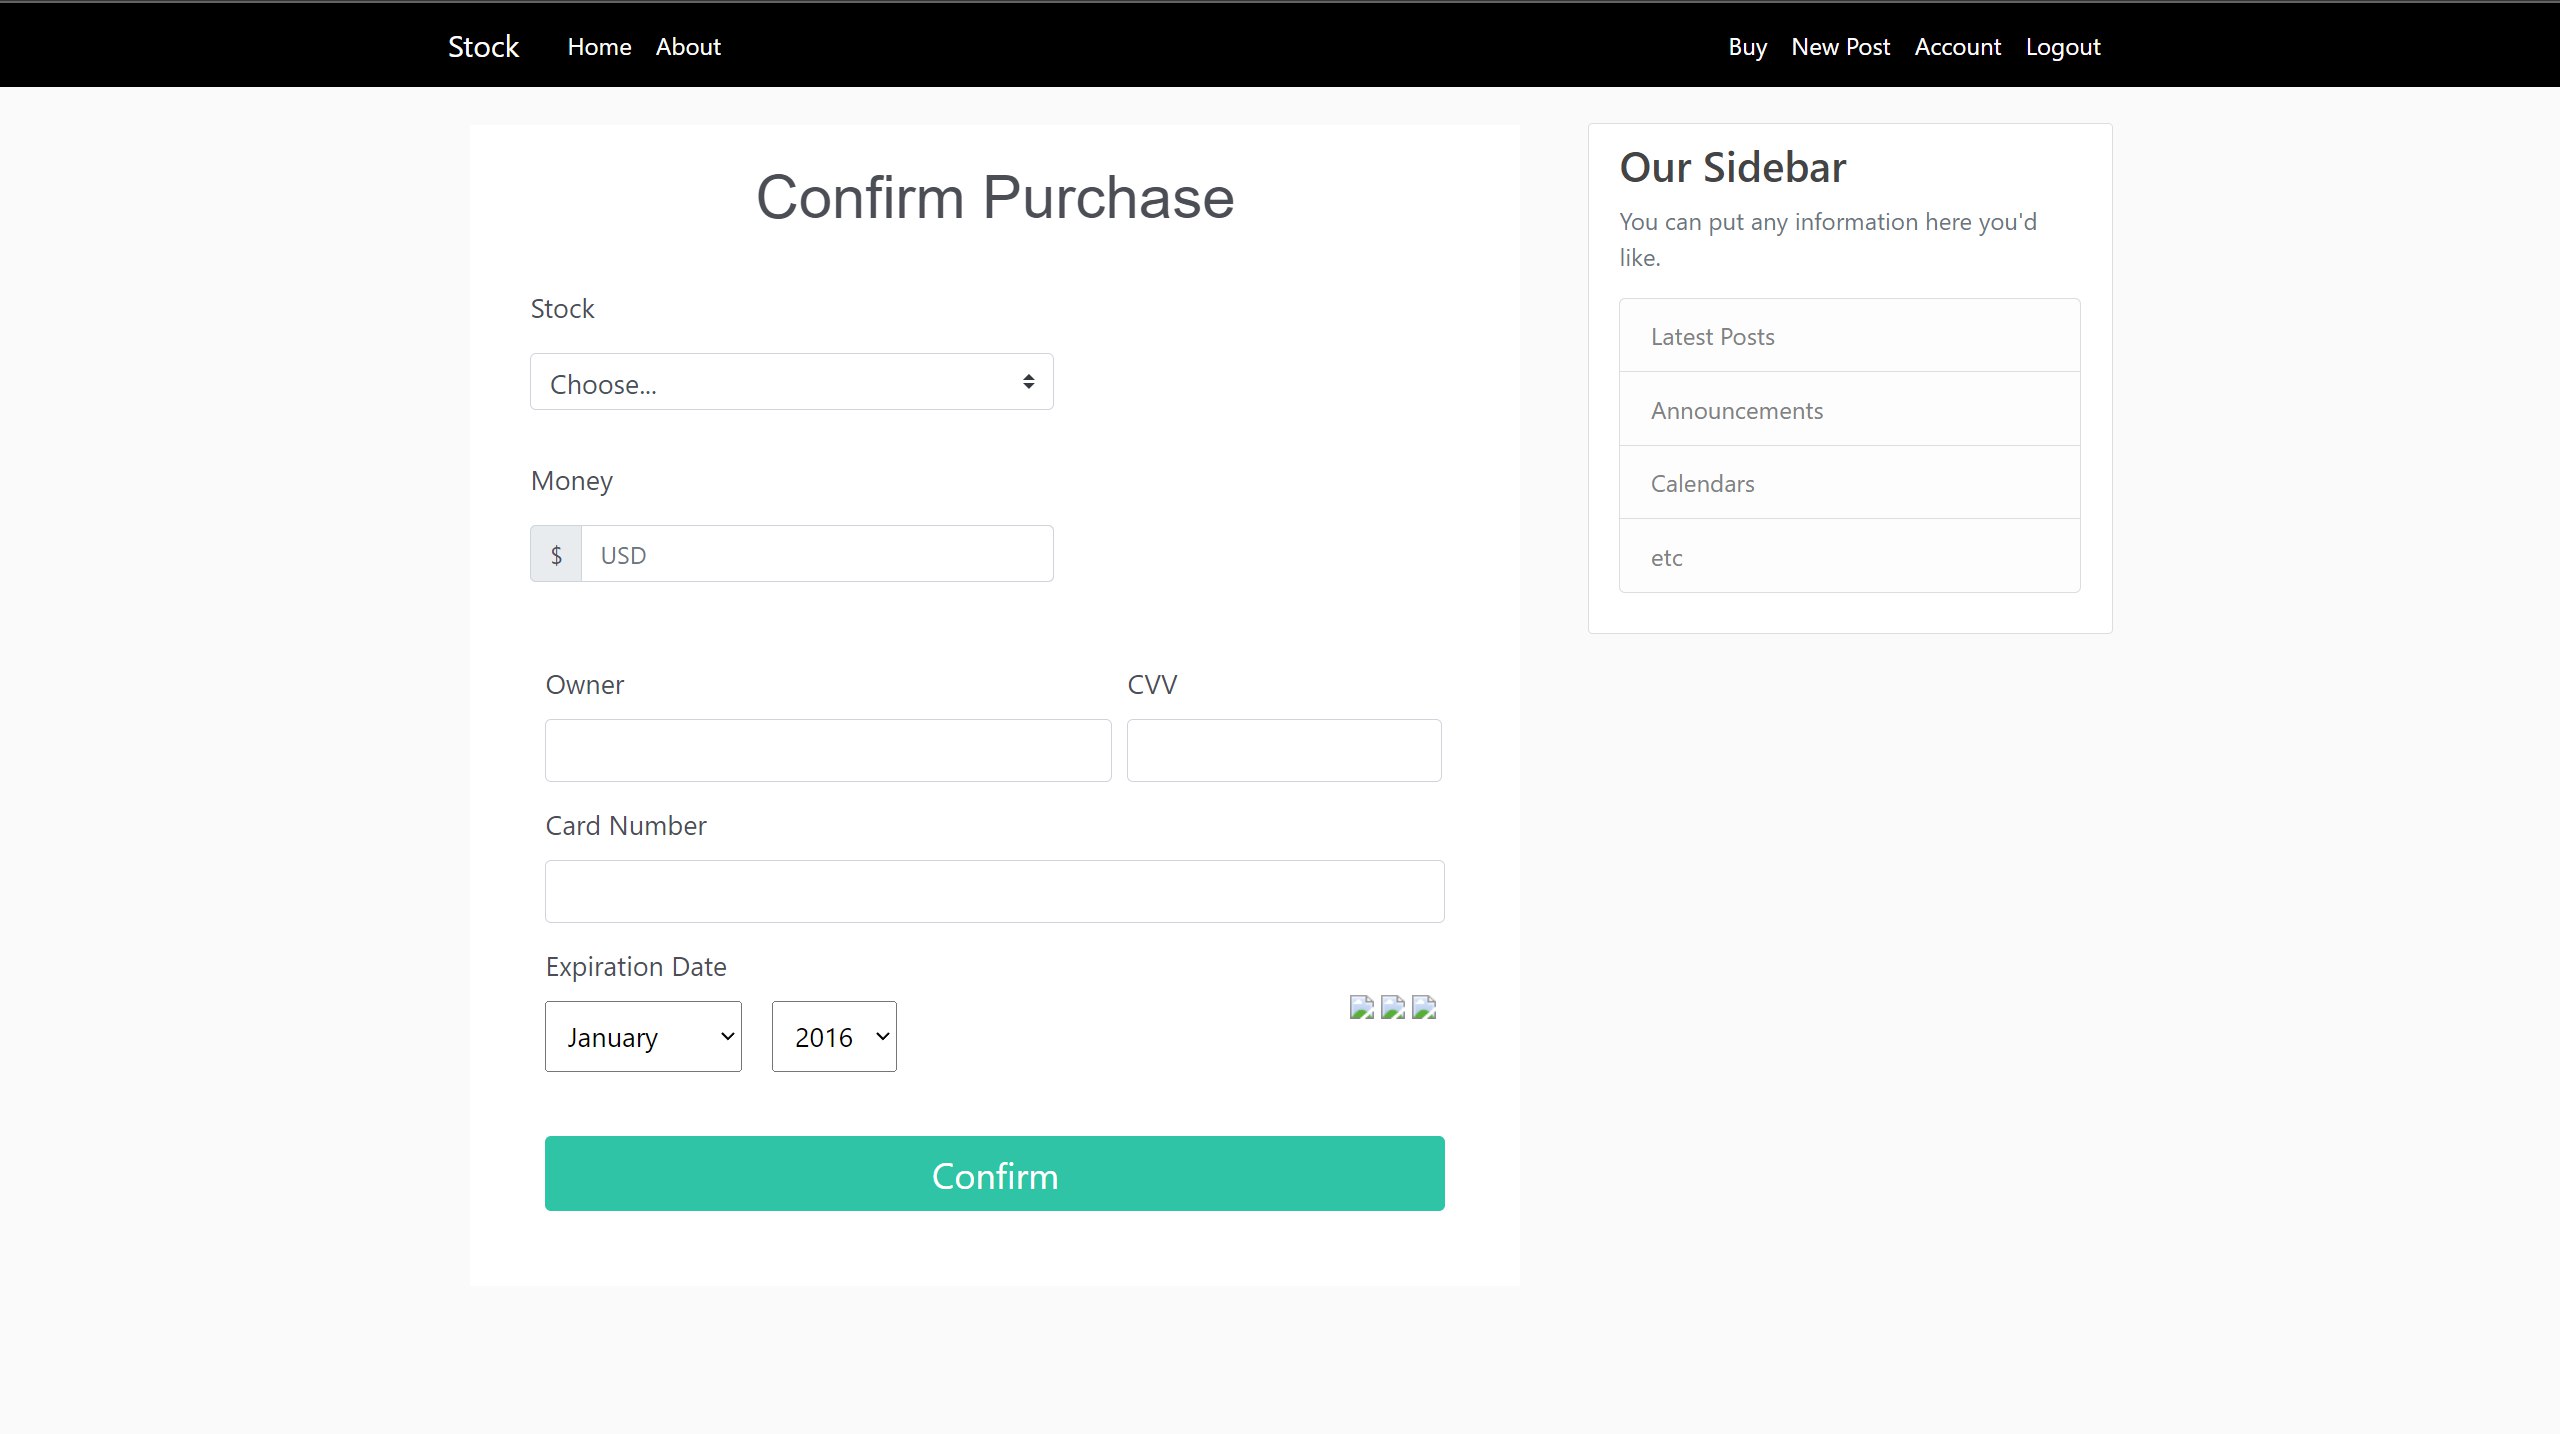 Stock Home About Buy New Post Account Logout
Confirm Purchase
Stock
Choose...
Money
$ USD
Owner CVV
Card Number
Expiration Date
January 2016
Confirm
Our Sidebar
You can put any information here you'd
like.
Latest Posts
Announcements
Calendars
etc